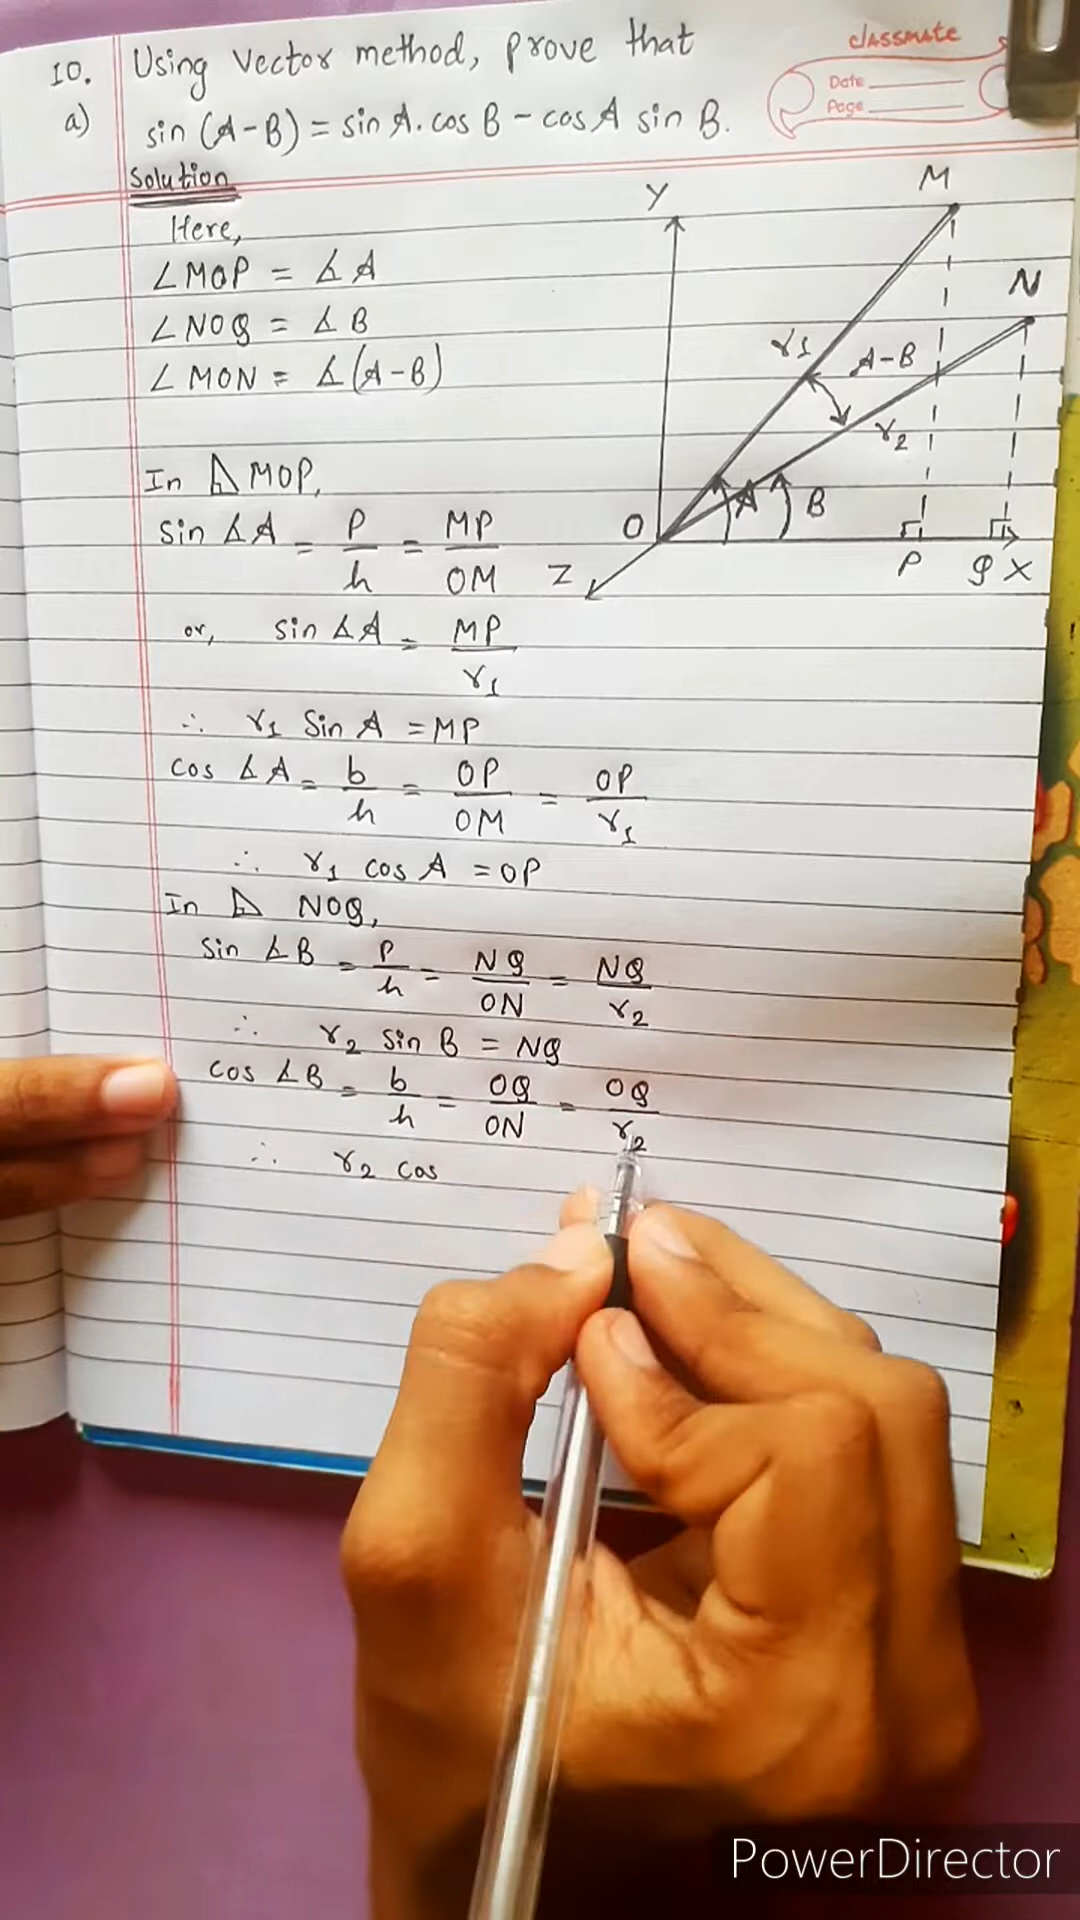 classmate
Date
Page
10. Using vector method, prove that
a) sin (A-B) = sin A. cos B - cos A sin B.
Solution
Here,
∠MOP = ∡A
∠NOQ = ∡B
∠MON = ∡(A-B)
Y
M
N
r1
A-B
r2
A
B
O
Z
P
Q X
In ⊿ MOP,
sin ∡A = p/h = MP/OM
or, sin ∡A = MP/r1
∴ r1 Sin A = MP
cos ∡A = b/h = OP/OM = OP/r1
∴ r1 cos A = OP
In ⊿ NOQ,
Sin ∡B = p/h = NQ/ON = NQ/r2
∴ r2 sin B = NQ
cos ∡B = b/h = OQ/ON = OQ/r2
∴ r2 cos
PowerDirector